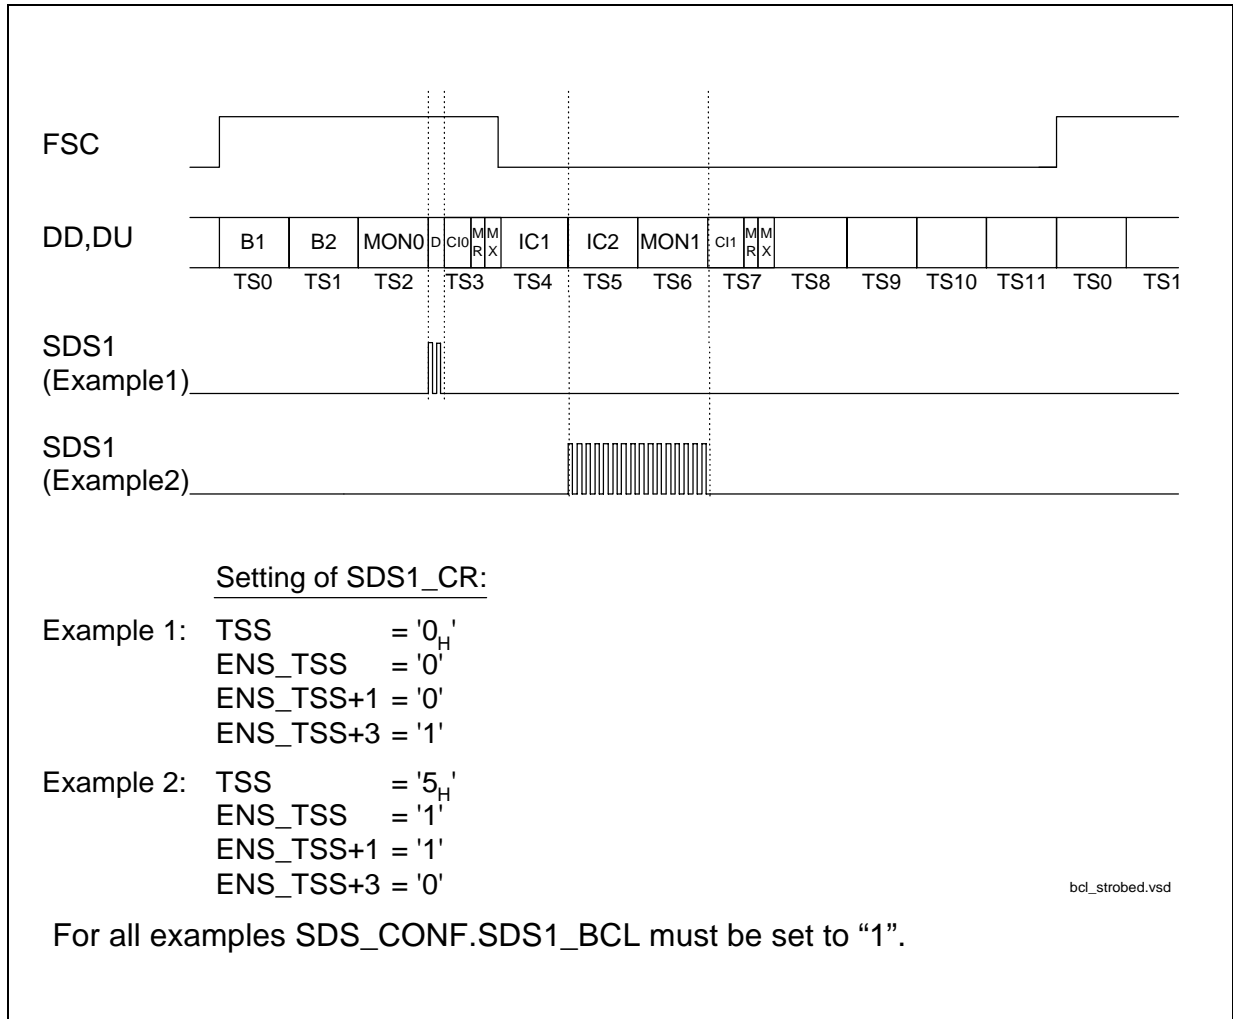 FSC
DD,DU B1 B2 MON0 D CI0 MR MX IC1 IC2 MON1 CI1 MR MX
TS0 TS1 TS2 TS3 TS4 TS5 TS6 TS7 TS8 TS9 TS10 TS11 TS0 TS1
SDS1
(Example1)
SDS1
(Example2)
Setting of SDS1_CR:
Example 1: TSS = '0H'
ENS_TSS = '0'
ENS_TSS+1 = '0'
ENS_TSS+3 = '1'
Example 2: TSS = '5H'
ENS_TSS = '1'
ENS_TSS+1 = '1'
ENS_TSS+3 = '0'
bcl_strobed.vsd
For all examples SDS_CONF.SDS1_BCL must be set to “1”.